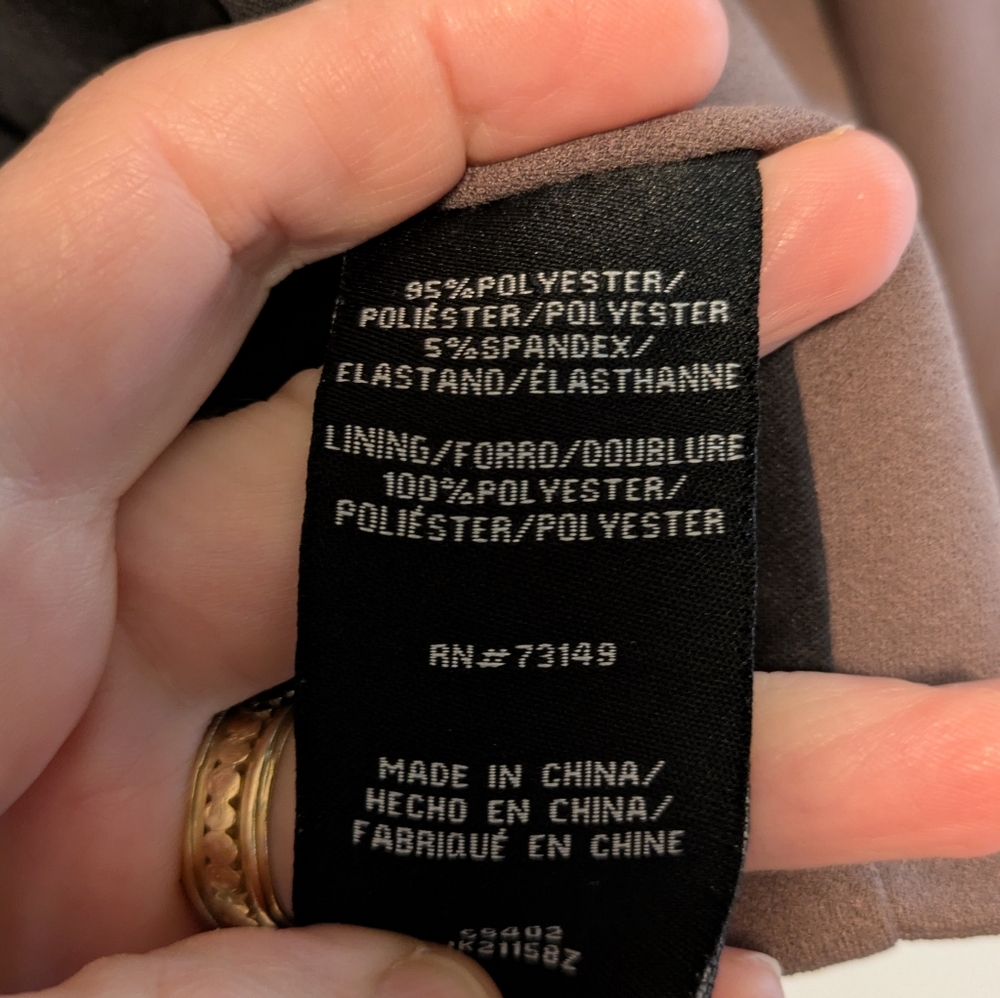 95%POLYESTER/
POLIÉSTER/POLYESTER
5%SPANDEX/
ELASTAND/ÉLASTHANNE
LINING/FORRO/DOUBLURE
100%POLYESTER/
POLIÉSTER/POLYESTER
RN#73149
MADE IN CHINA/
HECHO EN CHINA/
FABRIQUÉ EN CHINE